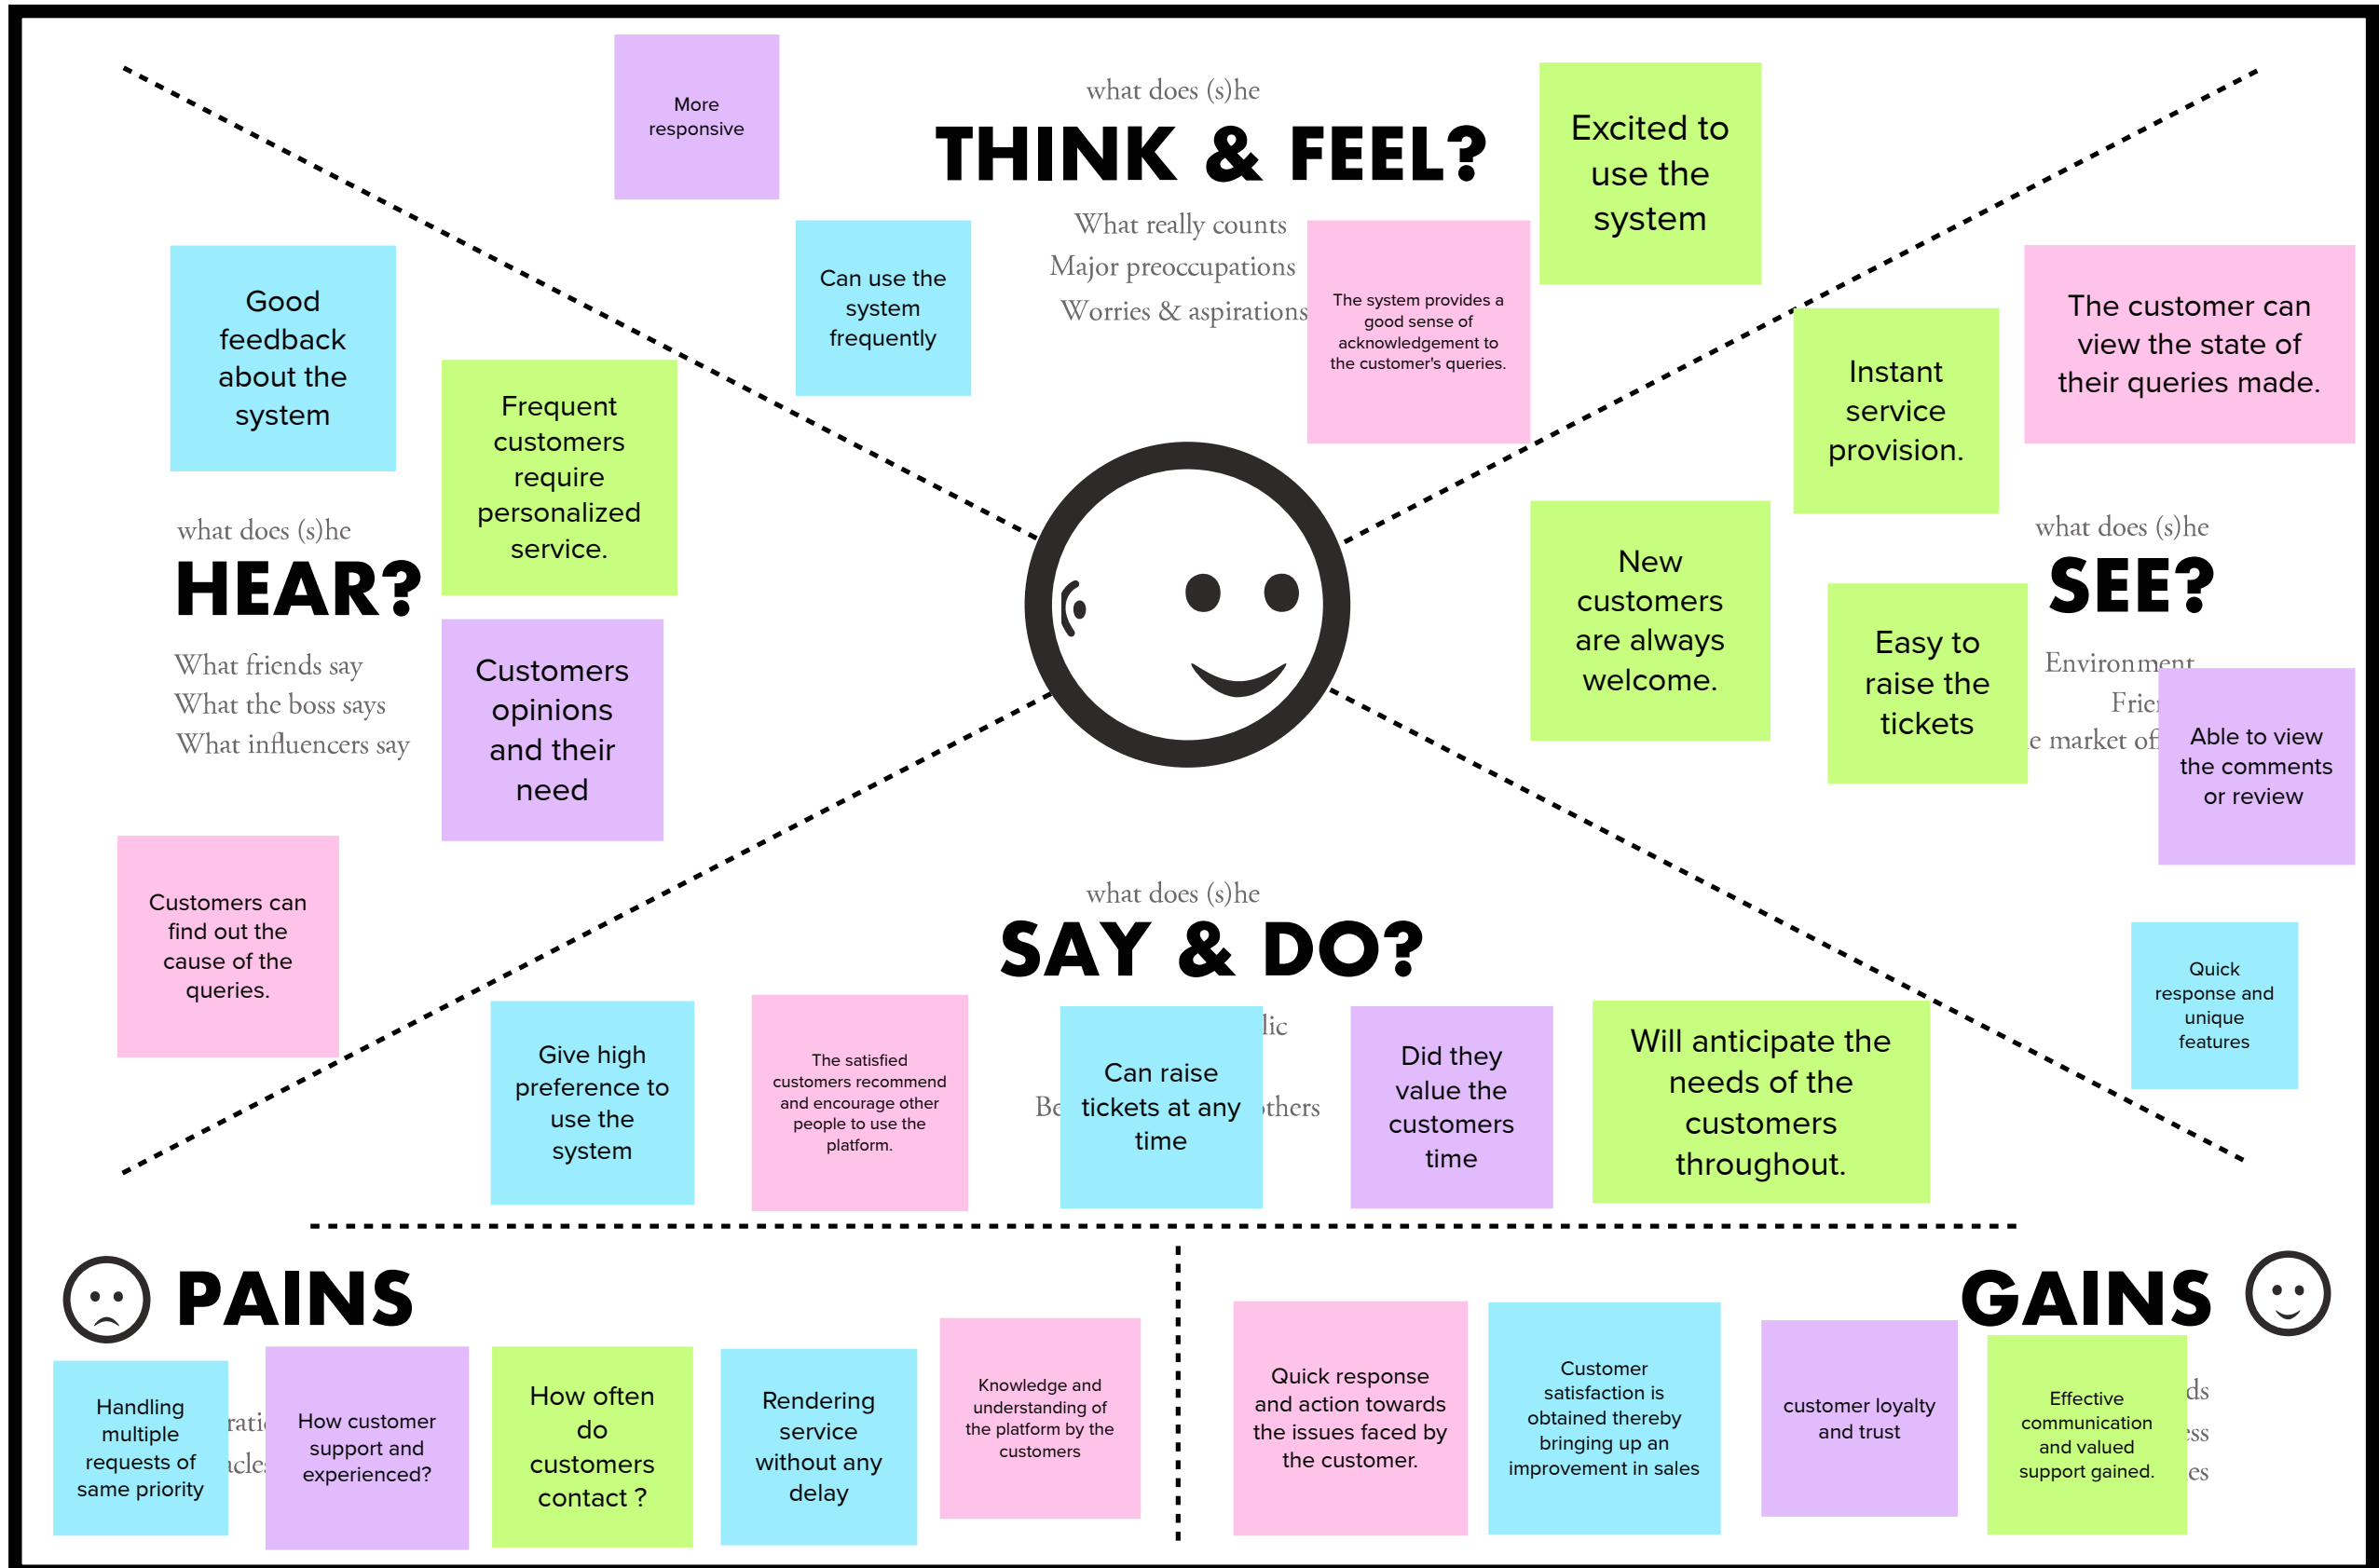 More
responsive
what does (s)he
THINK & FEEL?
What really counts
Major preoccupations
Worries & aspirations
Excited to
use the
system
Can use the
system
frequently
The system provides a
good sense of
acknowledgement to
the customer's queries.
Good
feedback
about the
system
Frequent
customers
require
personalized
service.
what does (s)he
HEAR?
What friends say
What the boss says
What influencers say
Customers
opinions
and their
need
Customers can
find out the
cause of the
queries.
The customer can
view the state of
their queries made.
Instant
service
provision.
New
customers
are always
welcome.
what does (s)he
SEE?
Environment
Easy to
raise the
tickets
market
Able to view
the comments
or review
Quick
response and
unique
features
what does (s)he
SAY & DO?
Give high
preference to
use the
system
The satisfied
customers recommend
and encourage other
people to use the
platform.
Can raise
tickets at any
time
Did they
value the
customers
time
Will anticipate the
needs of the
customers
throughout.
PAINS
Handling
multiple
requests of
same priority
How customer
support and
experienced?
How often
do
customers
contact ?
Rendering
service
without any
delay
Knowledge and
understanding of
the platform by the
customers
GAINS
Quick response
and action towards
the issues faced by
the customer.
Customer
satisfaction is
obtained thereby
bringing up an
improvement in sales
customer loyalty
and trust
Effective
communication
and valued
support gained.